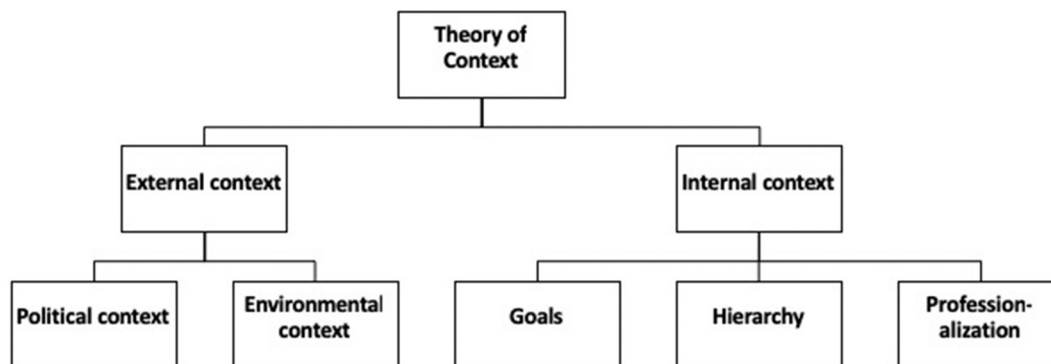 Theory of
Context
External context
Internal context
Political context
Environmental
context
Goals
Hierarchy
Profession-
alization